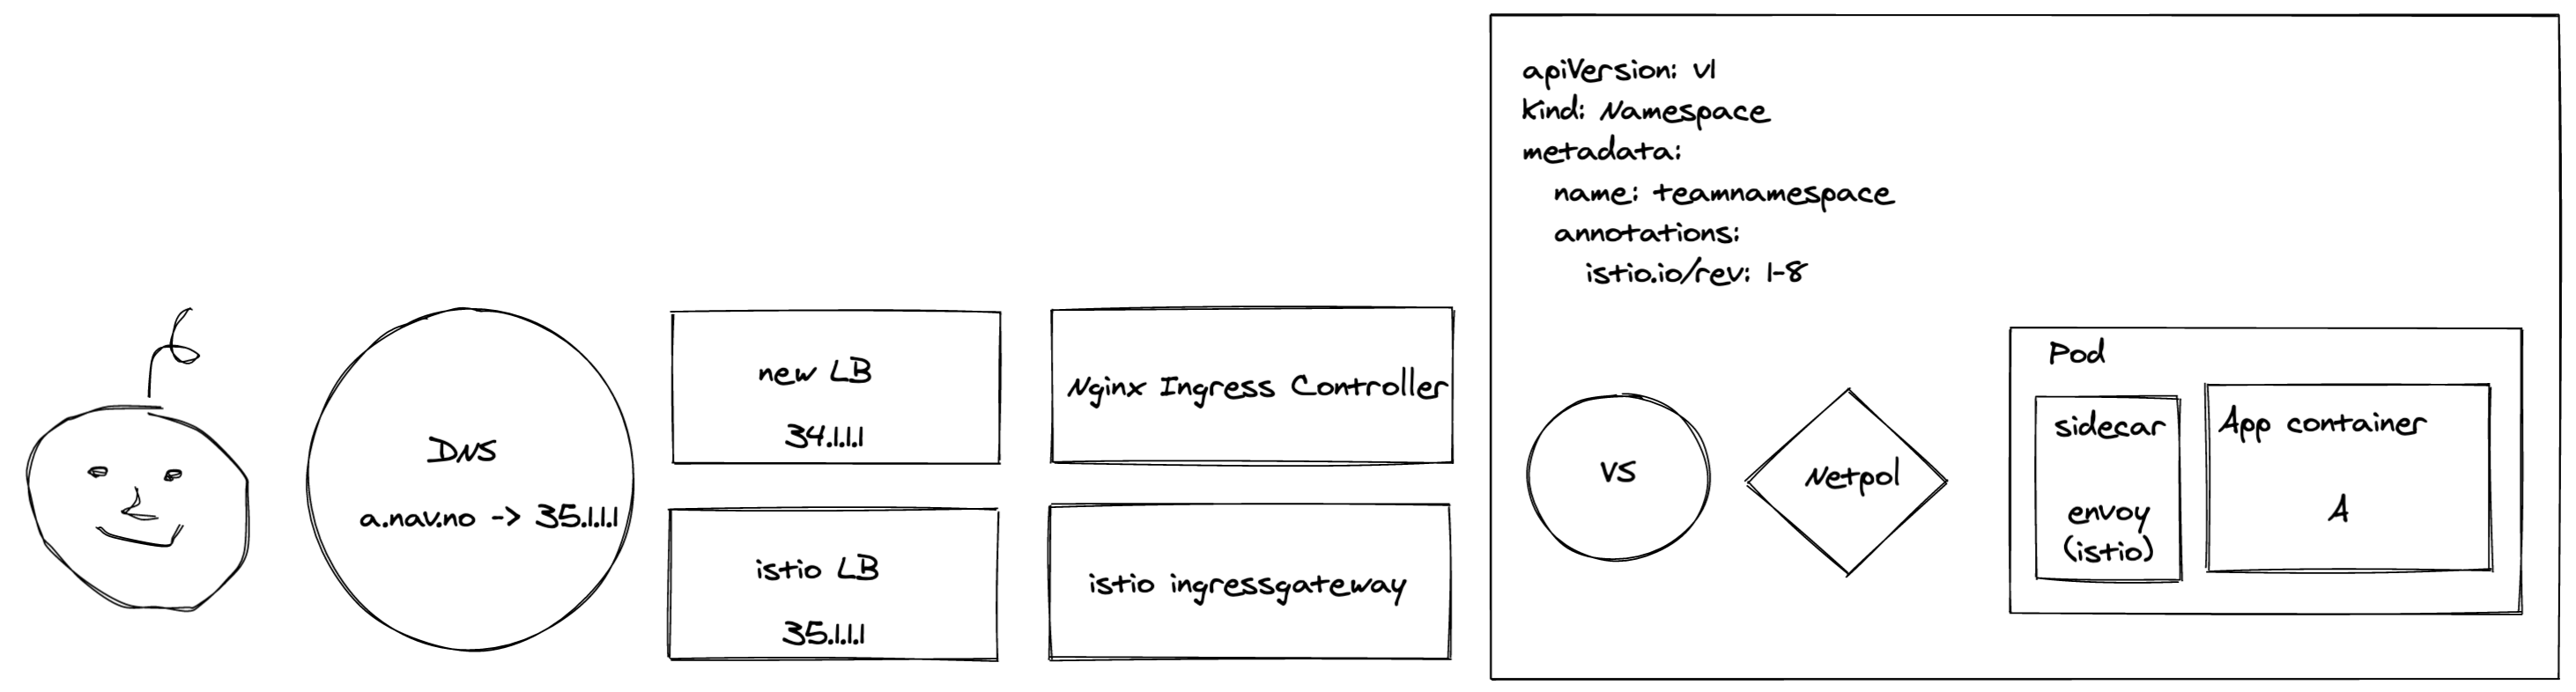 DNS
a.nav.no -> 35.1.1.1
new LB
34.1.1.1
istio LB
35.1.1.1
Nginx Ingress Controller
istio ingressgateway
apiVersion: v1
kind: Namespace
metadata:
  name: teamnamespace
  annotations:
    istio.io/rev: 1-8
VS
Netpol
Pod
sidecar
envoy
(istio)
App container
A